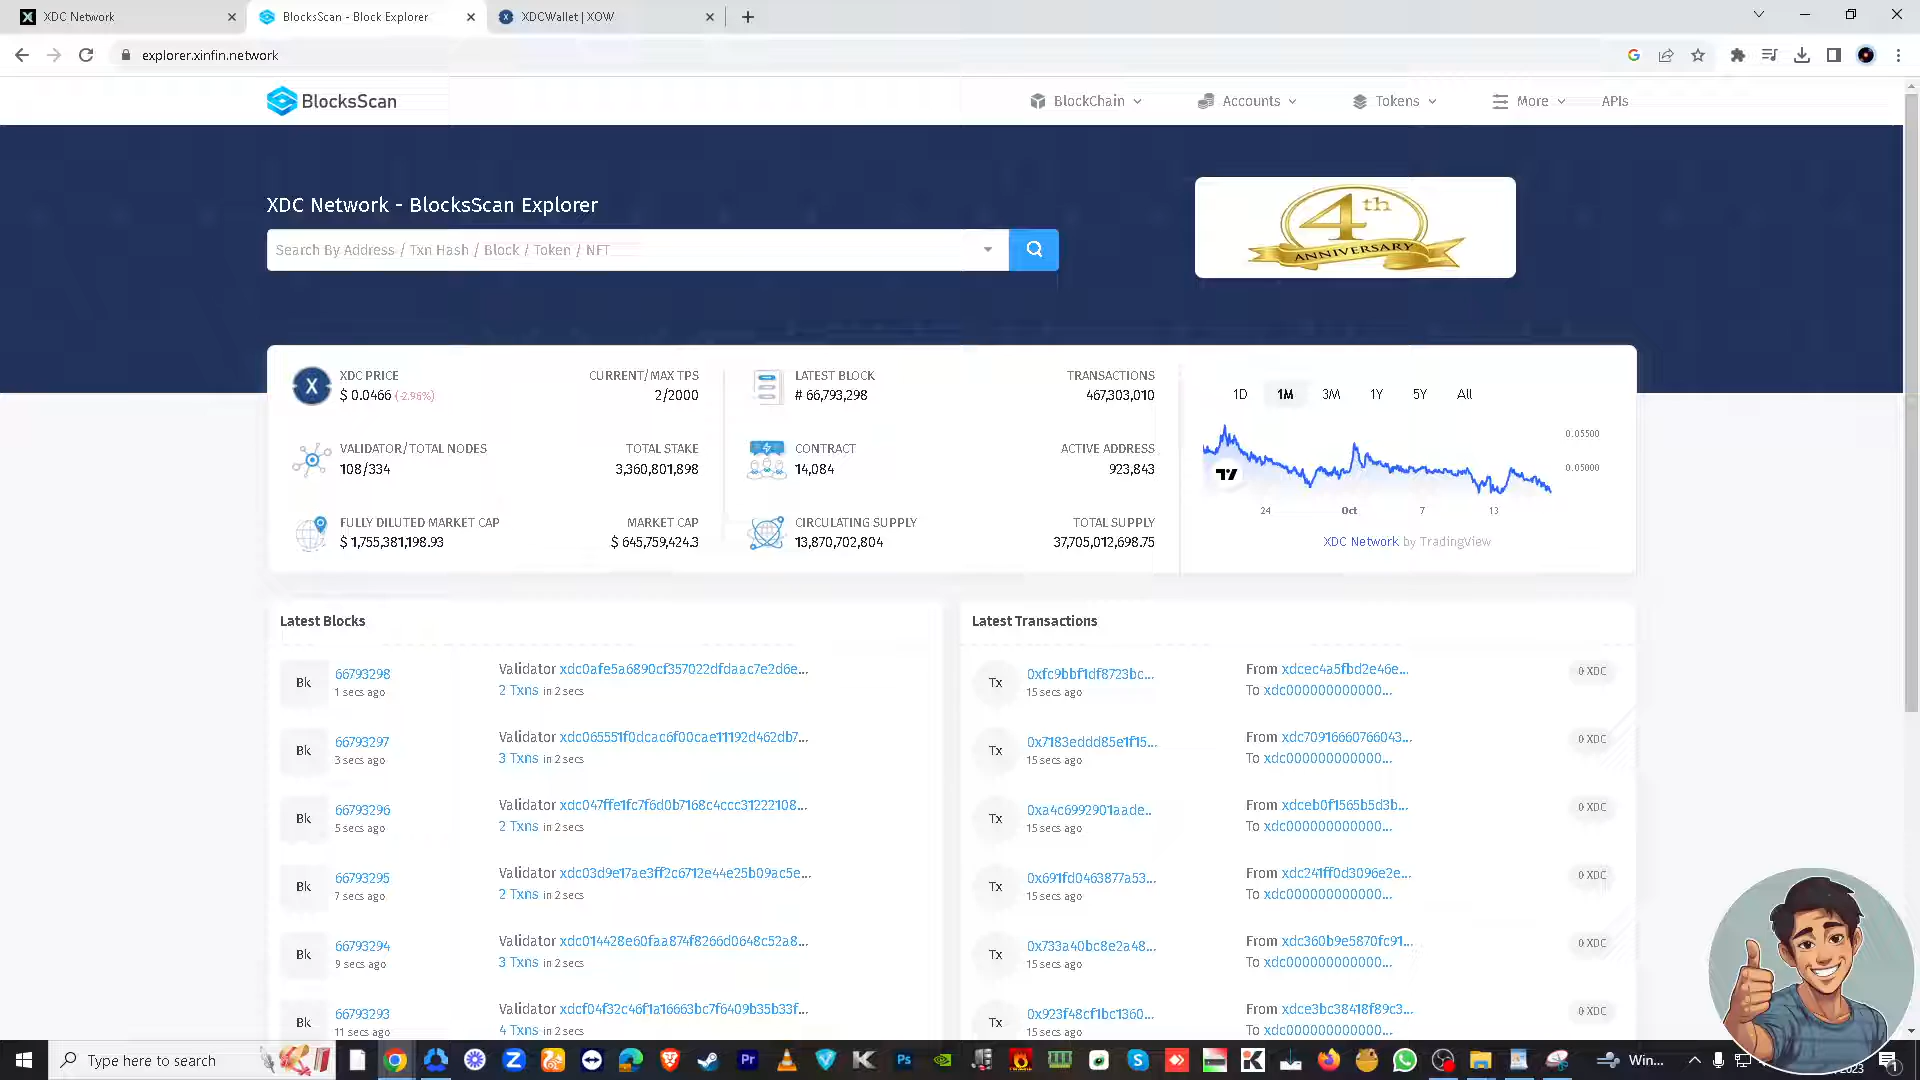 XDC Network
BlocksScan - Block Explorer
XDCWallet | XOW
explorer.xinfin.network
BlocksScan
BlockChain
Accounts
Tokens
More
APIs
XDC Network - BlocksScan Explorer
Search By Address / Txn Hash / Block / Token / NFT
4th
ANNIVERSARY
XDC PRICE
$ 0.0466 (-2.96%)
CURRENT/MAX TPS
2/2000
LATEST BLOCK
# 66,793,298
TRANSACTIONS
467,303,010
VALIDATOR/TOTAL NODES
108/334
TOTAL STAKE
3,360,801,898
CONTRACT
14,084
ACTIVE ADDRESS
923,843
FULLY DILUTED MARKET CAP
$ 1,755,381,198.93
MARKET CAP
$ 645,759,424.3
CIRCULATING SUPPLY
13,870,702,804
TOTAL SUPPLY
37,705,012,698.75
1D 1M 3M 1Y 5Y All
0.05500
0.05000
24 Oct 7 13
XDC Network by TradingView
Latest Blocks
Bk
66793298
1 secs ago
Validator xdc0afe5a6890cf357022dfdaac7e2d6e...
2 Txns in 2 secs
Bk
66793297
3 secs ago
Validator xdc065551f0dcac6f00cae11192d462db7...
3 Txns in 2 secs
Bk
66793296
5 secs ago
Validator xdc047ffe1fc7f6d0b7168c4ccc31222108...
2 Txns in 2 secs
Bk
66793295
7 secs ago
Validator xdc03d9e17ae3ff2c6712e44e25b09ac5e...
2 Txns in 2 secs
Bk
66793294
9 secs ago
Validator xdc014428e60faa874f8266d0648c52a8...
3 Txns in 2 secs
Bk
66793293
11 secs ago
Validator xdcf04f32c46f1a16663bc7f6409b35b33f...
4 Txns in 2 secs
Latest Transactions
Tx
0xfc9bbf1df8723bc...
15 secs ago
From xdcec4a5fbd2e46e...
To xdc000000000000...
0 XDC
Tx
0x7183eddd85e1f15...
15 secs ago
From xdc70916660766043...
To xdc000000000000...
0 XDC
Tx
0xa4c6992901aade...
15 secs ago
From xdceb0f1565b5d3b...
To xdc000000000000...
0 XDC
Tx
0x691fd0463877a53...
15 secs ago
From xdc241ff0d3096e2e...
To xdc000000000000...
0 XDC
Tx
0x733a40bc8e2a48...
15 secs ago
From xdc360b9e5870fc91...
To xdc000000000000...
0 XDC
Tx
0x923f48cf1bc1360...
15 secs ago
From xdce3bc38418f89c3...
To xdc000000000000...
0 XDC
Type here to search
Win...